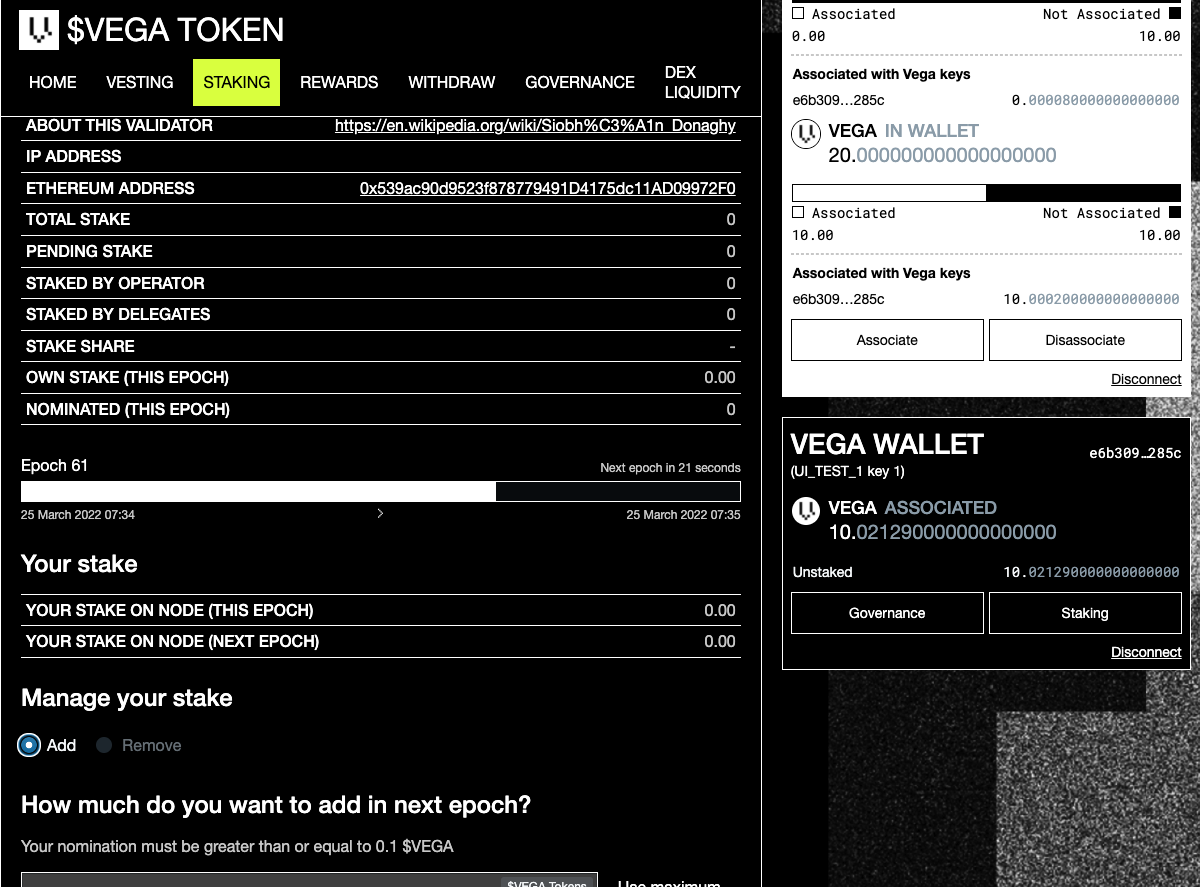 $VEGA TOKEN
HOME VESTING STAKING REWARDS WITHDRAW GOVERNANCE DEX LIQUIDITY
ABOUT THIS VALIDATOR https://en.wikipedia.org/wiki/Siobh%C3%A1n_Donaghy
IP ADDRESS
ETHEREUM ADDRESS 0x539ac90d9523f878779491D4175dc11AD09972F0
TOTAL STAKE 0
PENDING STAKE 0
STAKED BY OPERATOR 0
STAKED BY DELEGATES 0
STAKE SHARE -
OWN STAKE (THIS EPOCH) 0.00
NOMINATED (THIS EPOCH) 0
Epoch 61 Next epoch in 21 seconds
25 March 2022 07:34 25 March 2022 07:35
Your stake
YOUR STAKE ON NODE (THIS EPOCH) 0.00
YOUR STAKE ON NODE (NEXT EPOCH) 0.00
Manage your stake
Add Remove
How much do you want to add in next epoch?
Your nomination must be greater than or equal to 0.1 $VEGA
$VEGA Tokens Use maximum
Associated Not Associated
0.00 10.00
Associated with Vega keys
e6b309…285c 0.000080000000000000
VEGA IN WALLET
20.000000000000000000
Associated Not Associated
10.00 10.00
Associated with Vega keys
e6b309…285c 10.000200000000000000
Associate Disassociate
Disconnect
VEGA WALLET e6b309…285c
(UI_TEST_1 key 1)
VEGA ASSOCIATED
10.021290000000000000
Unstaked 10.021290000000000000
Governance Staking
Disconnect